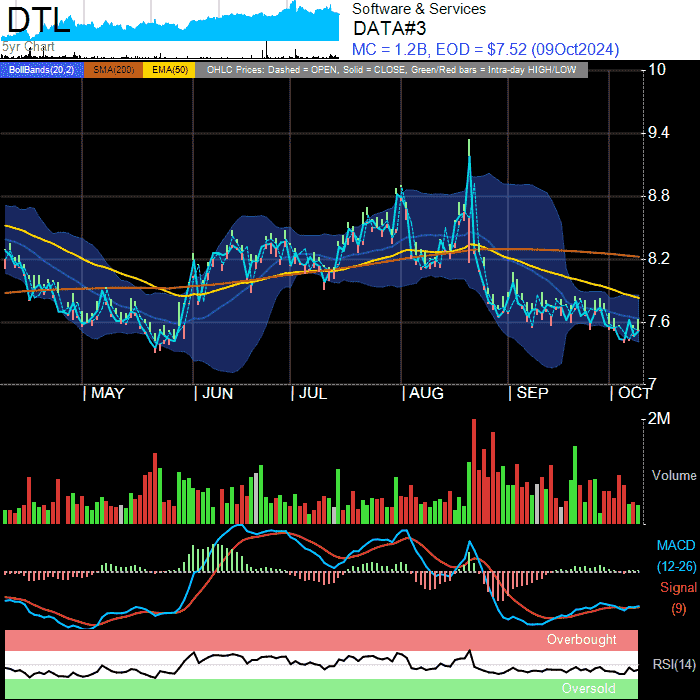 DTL
5yr Chart
Software & Services
DATA#3
MC = 1.2B, EOD = $7.52 (09Oct2024)
BollBands(20,2) SMA(200) EMA(50) OHLC Prices: Dashed = OPEN, Solid = CLOSE, Green/Red bars = Intra-day HIGH/LOW
10
9.4
8.8
8.2
7.6
7
MAY JUN JUL AUG SEP OCT
2M
Volume
MACD
(12-26)
Signal
(9)
Overbought
RSI(14)
Oversold